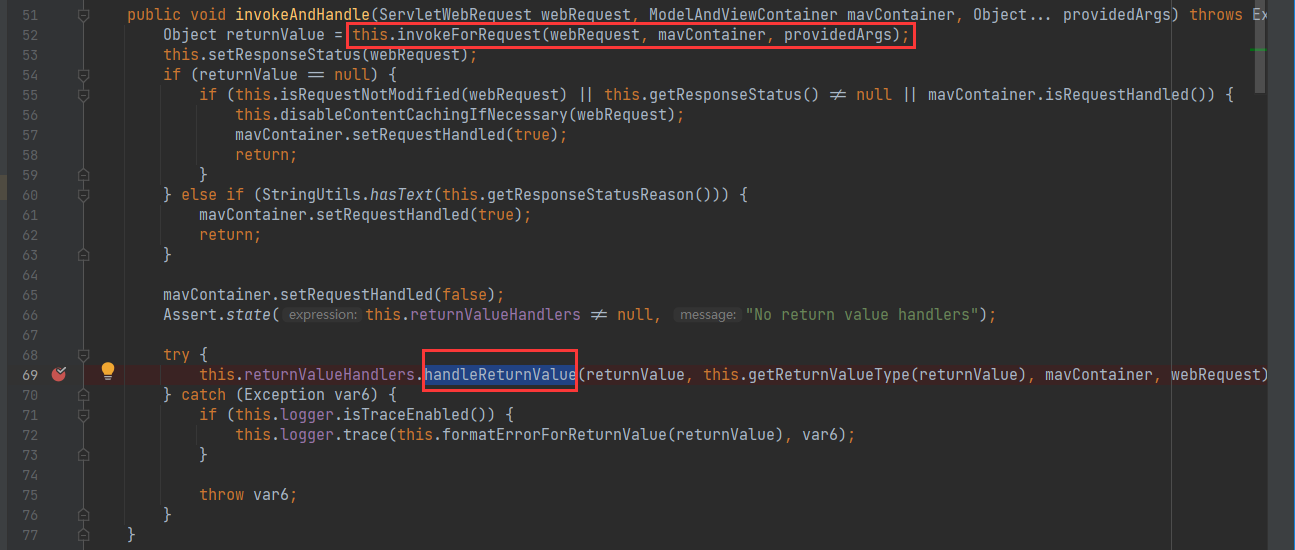 51 public void invokeAndHandle(ServletWebRequest webRequest, ModelAndViewContainer mavContainer, Object... providedArgs) throws Ex
52 Object returnValue = this.invokeForRequest(webRequest, mavContainer, providedArgs);
53 this.setResponseStatus(webRequest);
54 if (returnValue == null) {
55 if (this.isRequestNotModified(webRequest) || this.getResponseStatus() != null || mavContainer.isRequestHandled()) {
56 this.disableContentCachingIfNecessary(webRequest);
57 mavContainer.setRequestHandled(true);
58 return;
59 }
60 } else if (StringUtils.hasText(this.getResponseStatusReason())) {
61 mavContainer.setRequestHandled(true);
62 return;
63 }
64
65 mavContainer.setRequestHandled(false);
66 Assert.state( expression: this.returnValueHandlers != null, message: "No return value handlers");
67
68 try {
69 this.returnValueHandlers.handleReturnValue(returnValue, this.getReturnValueType(returnValue), mavContainer, webRequest)
70 } catch (Exception var6) {
71 if (this.logger.isTraceEnabled()) {
72 this.logger.trace(this.formatErrorForReturnValue(returnValue), var6);
73 }
74
75 throw var6;
76 }
77 }